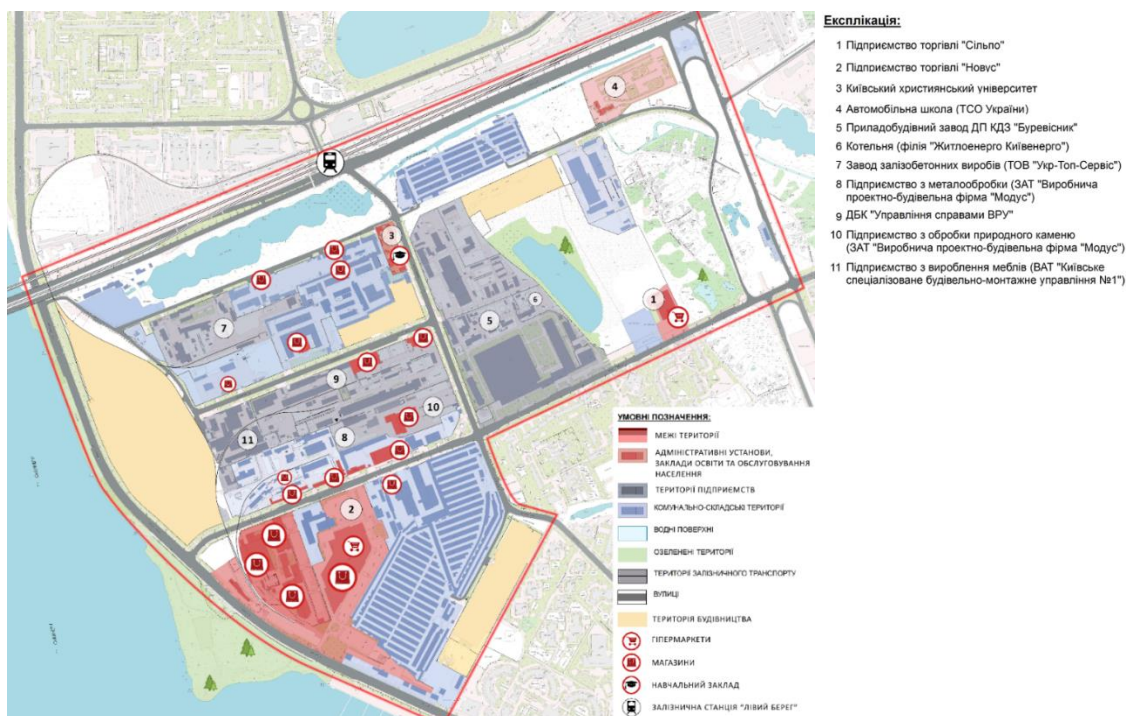 Експлікація:
1 Підприємство торгівлі "Сільпо"
2 Підприємство торгівлі "Новус"
3 Київський християнський університет
4 Автомобільна школа (ТСО України)
5 Приладобудівний завод ДП КДЗ "Буревісник"
6 Котельня (філія "Житлоенерго Київенерго")
7 Завод залізобетонних виробів (ТОВ "Укр-Топ-Сервіс")
8 Підприємство з металообробки (ЗАТ "Виробнича
проектно-будівельна фірма "Модус")
9 ДБК "Управління справами ВРУ"
10 Підприємство з обробки природного каменю
(ЗАТ "Виробнича проектно-будівельна фірма "Модус")
11 Підприємство з вироблення меблів (ВАТ "Київське
спеціалізоване будівельно-монтажне управління №1")
4
3
1
6
5
7
9
10
8
11
2
УМОВНІ ПОЗНАЧЕННЯ:
МЕЖІ ТЕРИТОРІЇ
АДМІНІСТРАТИВНІ УСТАНОВИ,
ЗАКЛАДИ ОСВІТИ ТА ОБСЛУГОВУВАННЯ
НАСЕЛЕННЯ
ТЕРИТОРІЇ ПІДПРИЄМСТВ
КОМУНАЛЬНО-СКЛАДСЬКІ ТЕРИТОРІЇ
ВОДНІ ПОВЕРХНІ
ОЗЕЛЕНЕНІ ТЕРИТОРІЇ
ТЕРИТОРІЇ ЗАЛІЗНИЧНОГО ТРАНСПОРТУ
ВУЛИЦІ
ТЕРИТОРІЯ БУДІВНИЦТВА
ГІПЕРМАРКЕТИ
МАГАЗИНИ
НАВЧАЛЬНИЙ ЗАКЛАД
ЗАЛІЗНИЧНА СТАНЦІЯ "ЛІВИЙ БЕРЕГ"